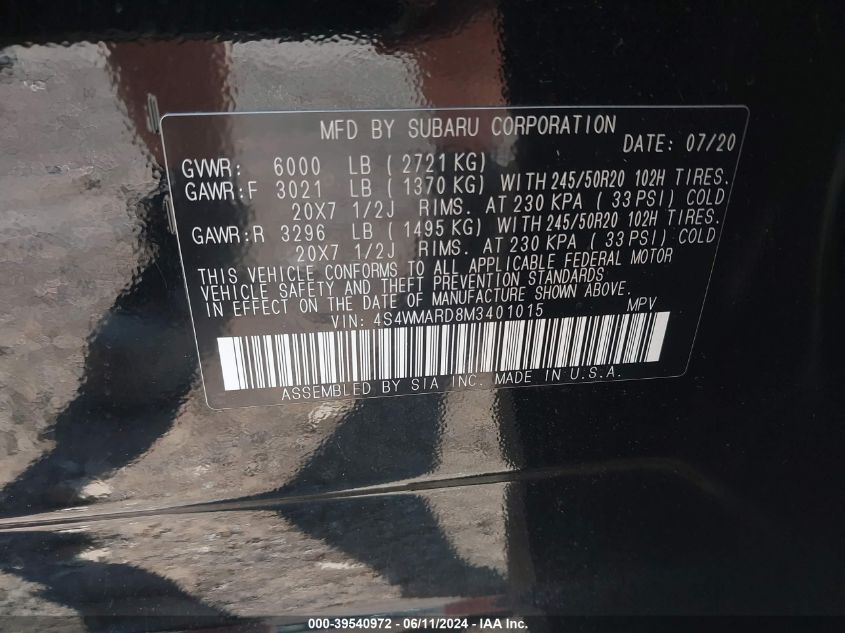 MFD BY SUBARU CORPORATION
DATE: 07/20
GVWR: 6000 LB ( 2721 KG)
GAWR:F 3021 LB ( 1370 KG) WITH 245/50R20 102H TIRES.
20X7 1/2J RIMS. AT 230 KPA ( 33 PSI) COLD
GAWR:R 3296 LB ( 1495 KG) WITH 245/50R20 102H TIRES.
20X7 1/2J RIMS. AT 230 KPA ( 33 PSI) COLD
THIS VEHICLE CONFORMS TO ALL APPLICABLE FEDERAL MOTOR
VEHICLE SAFETY AND THEFT PREVENTION STANDARDS
IN EFFECT ON THE DATE OF MANUFACTURE SHOWN ABOVE.
VIN: 4S4WMARD8M3401015 MPV
ASSEMBLED BY SIA INC. MADE IN U.S.A.
000-39540972 - 06/11/2024 - IAA Inc.